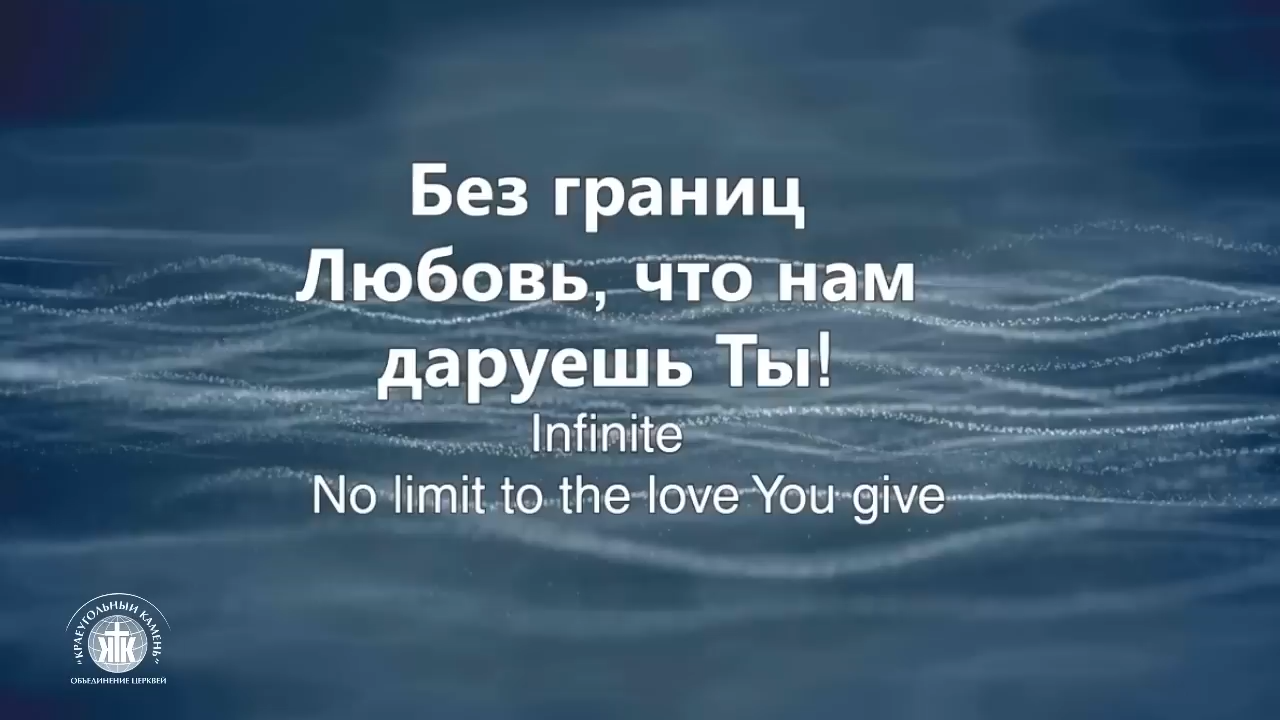 Без границ
Любовь, что нам
даруешь Ты!
Infinite
No limit to the love You give
"КРАЕУГОЛЬНЫЙ КАМЕНЬ"
КК
ОБЪЕДИНЕНИЕ ЦЕРКВЕЙ